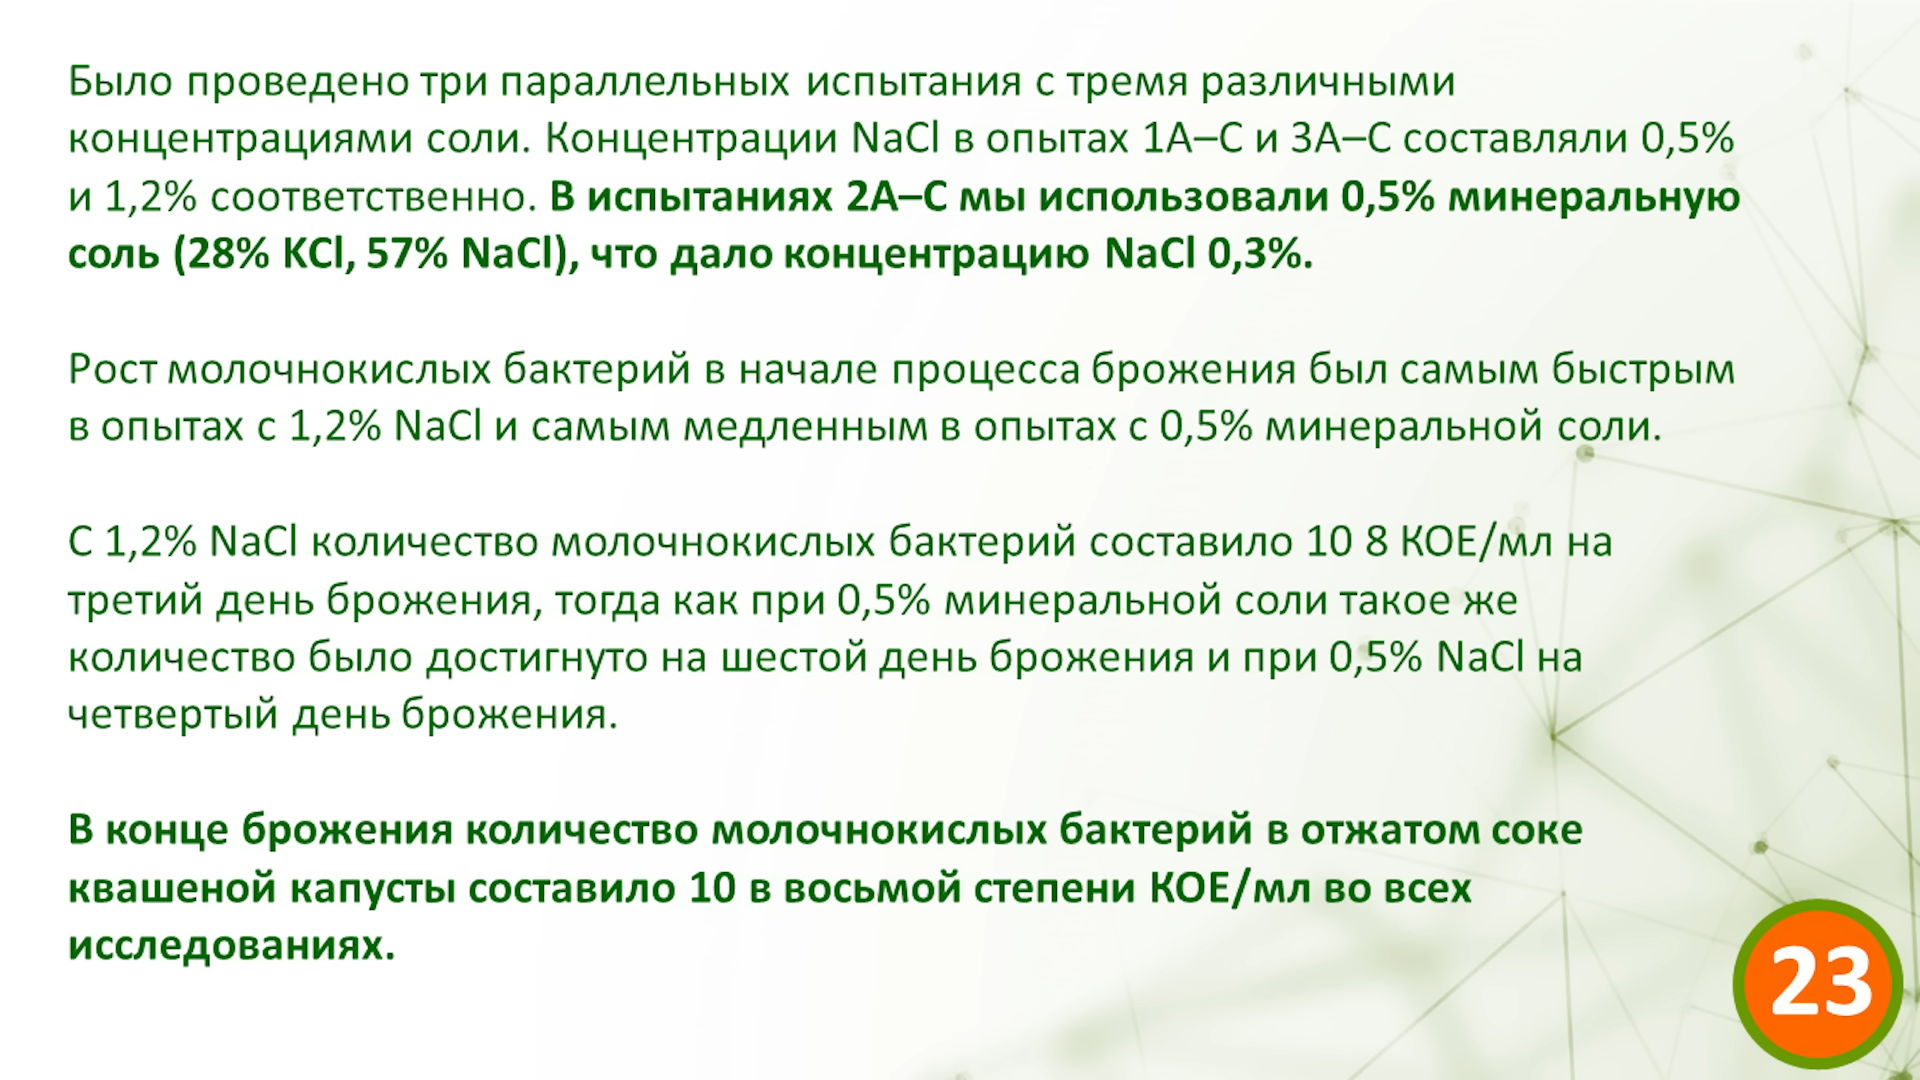 Было проведено три параллельных испытания с тремя различными
концентрациями соли. Концентрации NaCl в опытах 1А–С и 3А–С составляли 0,5%
и 1,2% соответственно. В испытаниях 2А–С мы использовали 0,5% минеральную
соль (28% KCl, 57% NaCl), что дало концентрацию NaCl 0,3%.
Рост молочнокислых бактерий в начале процесса брожения был самым быстрым
в опытах с 1,2% NaCl и самым медленным в опытах с 0,5% минеральной соли.
С 1,2% NaCl количество молочнокислых бактерий составило 10 8 КОЕ/мл на
третий день брожения, тогда как при 0,5% минеральной соли такое же
количество было достигнуто на шестой день брожения и при 0,5% NaCl на
четвертый день брожения.
В конце брожения количество молочнокислых бактерий в отжатом соке
квашеной капусты составило 10 в восьмой степени КОЕ/мл во всех
исследованиях.
23